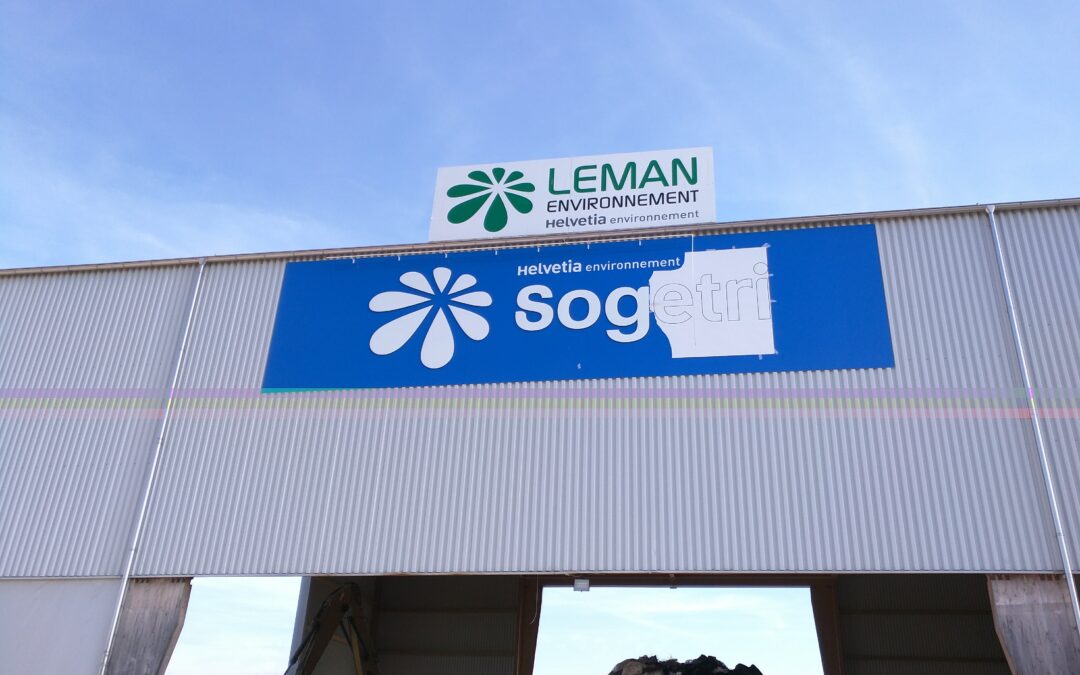 LEMAN
ENVIRONNEMENT
Helvetia environnement
Helvetia environnement
Sogetri